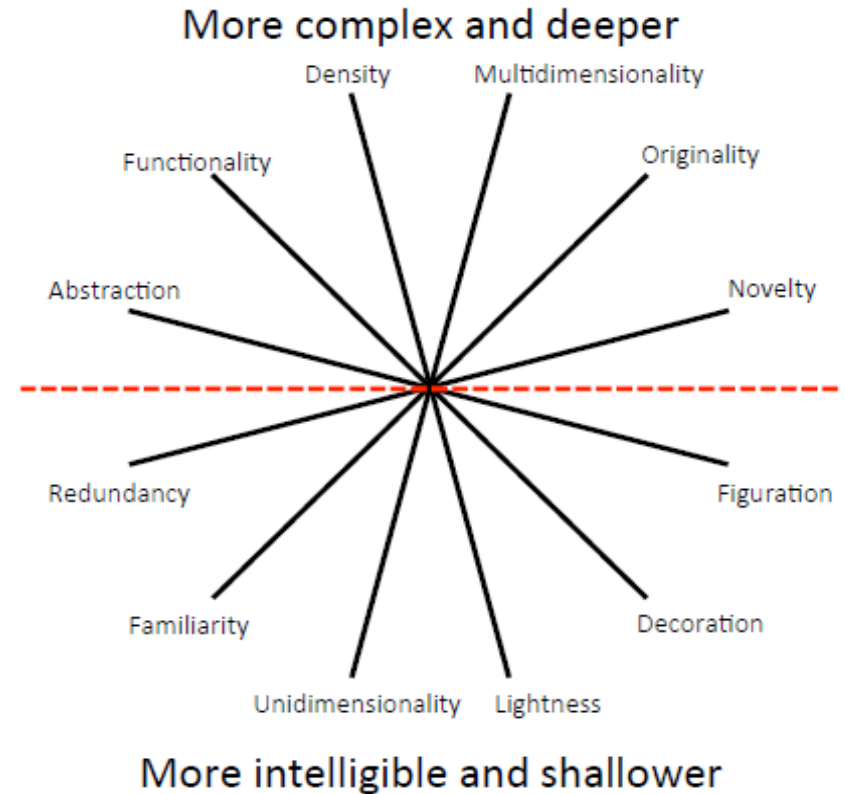 More complex and deeper
Density
Multidimensionality
Functionality
Originality
Abstraction
Novelty
Redundancy
Figuration
Familiarity
Decoration
Unidimensionality
Lightness
More intelligible and shallower